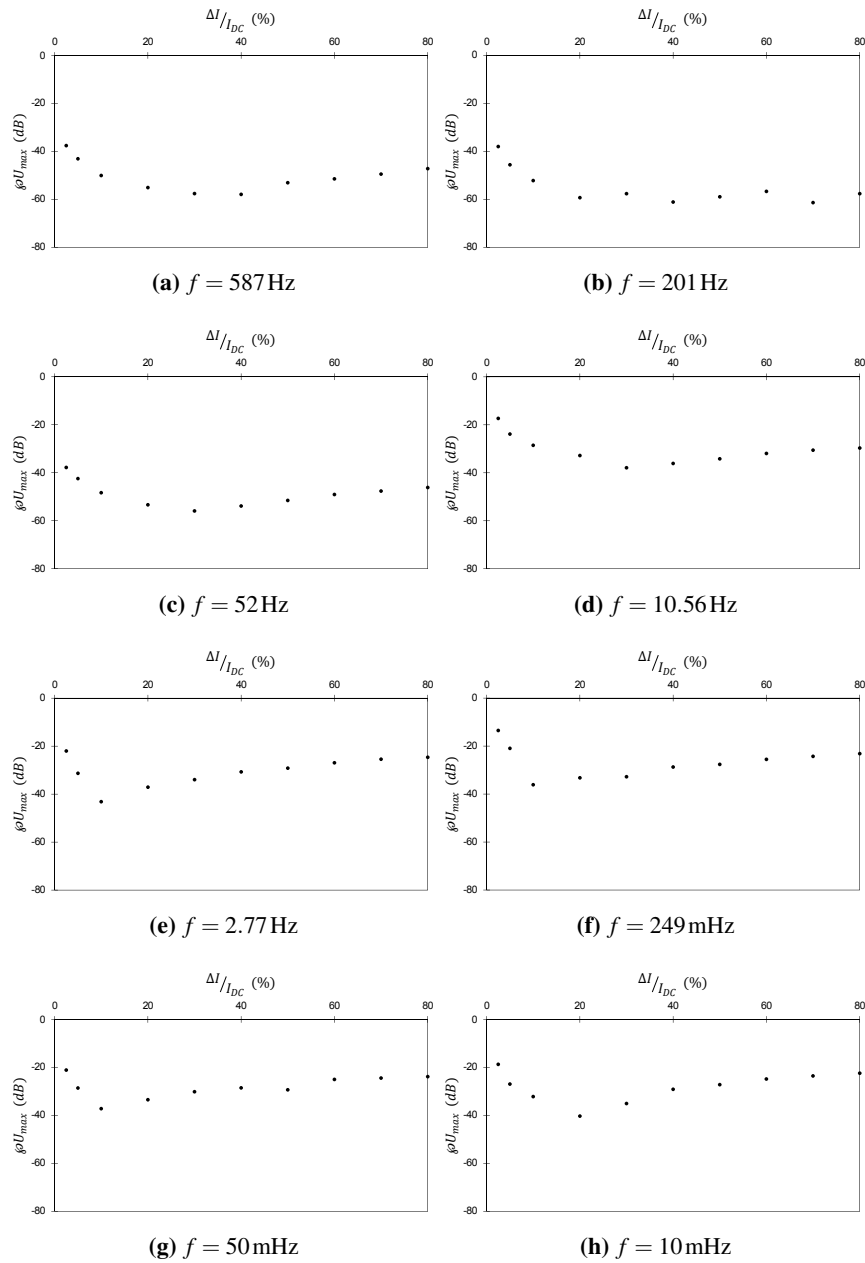 ΔI/I_DC (%)
0 20 40 60 80
0
-20
-40
-60
-80
℘U_max (dB)
(a) f = 587 Hz
ΔI/I_DC (%)
0 20 40 60 80
0
-20
-40
-60
-80
℘U_max (dB)
(b) f = 201 Hz
ΔI/I_DC (%)
0 20 40 60 80
0
-20
-40
-60
-80
℘U_max (dB)
(c) f = 52 Hz
ΔI/I_DC (%)
0 20 40 60 80
0
-20
-40
-60
-80
℘U_max (dB)
(d) f = 10.56 Hz
ΔI/I_DC (%)
0 20 40 60 80
0
-20
-40
-60
-80
℘U_max (dB)
(e) f = 2.77 Hz
ΔI/I_DC (%)
0 20 40 60 80
0
-20
-40
-60
-80
℘U_max (dB)
(f) f = 249 mHz
ΔI/I_DC (%)
0 20 40 60 80
0
-20
-40
-60
-80
℘U_max (dB)
(g) f = 50 mHz
ΔI/I_DC (%)
0 20 40 60 80
0
-20
-40
-60
-80
℘U_max (dB)
(h) f = 10 mHz